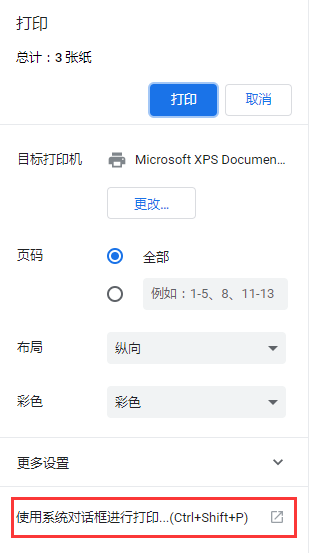 打印
总计：3 张纸
打印 取消
目标打印机 Microsoft XPS Documen...
更改...
页码 全部
例如：1-5、8、11-13
布局 纵向
彩色 彩色
更多设置
使用系统对话框进行打印...(Ctrl+Shift+P)